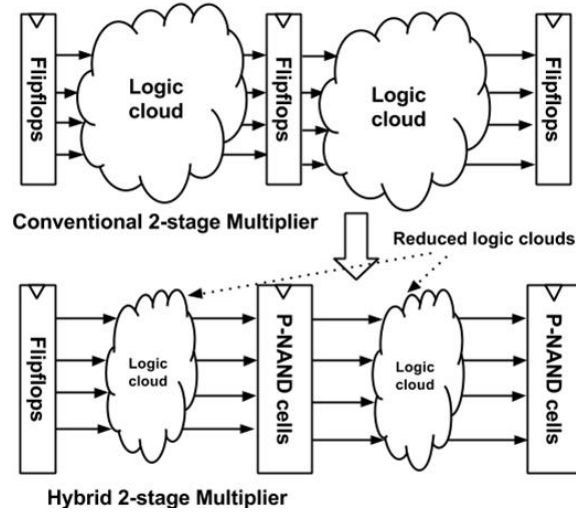 Flipflops
Logic
cloud
Flipflops
Logic
cloud
Flipflops
Conventional 2-stage Multiplier
Reduced logic clouds
Flipflops
Logic
cloud
P-NAND cells
Logic
cloud
P-NAND cells
Hybrid 2-stage Multiplier